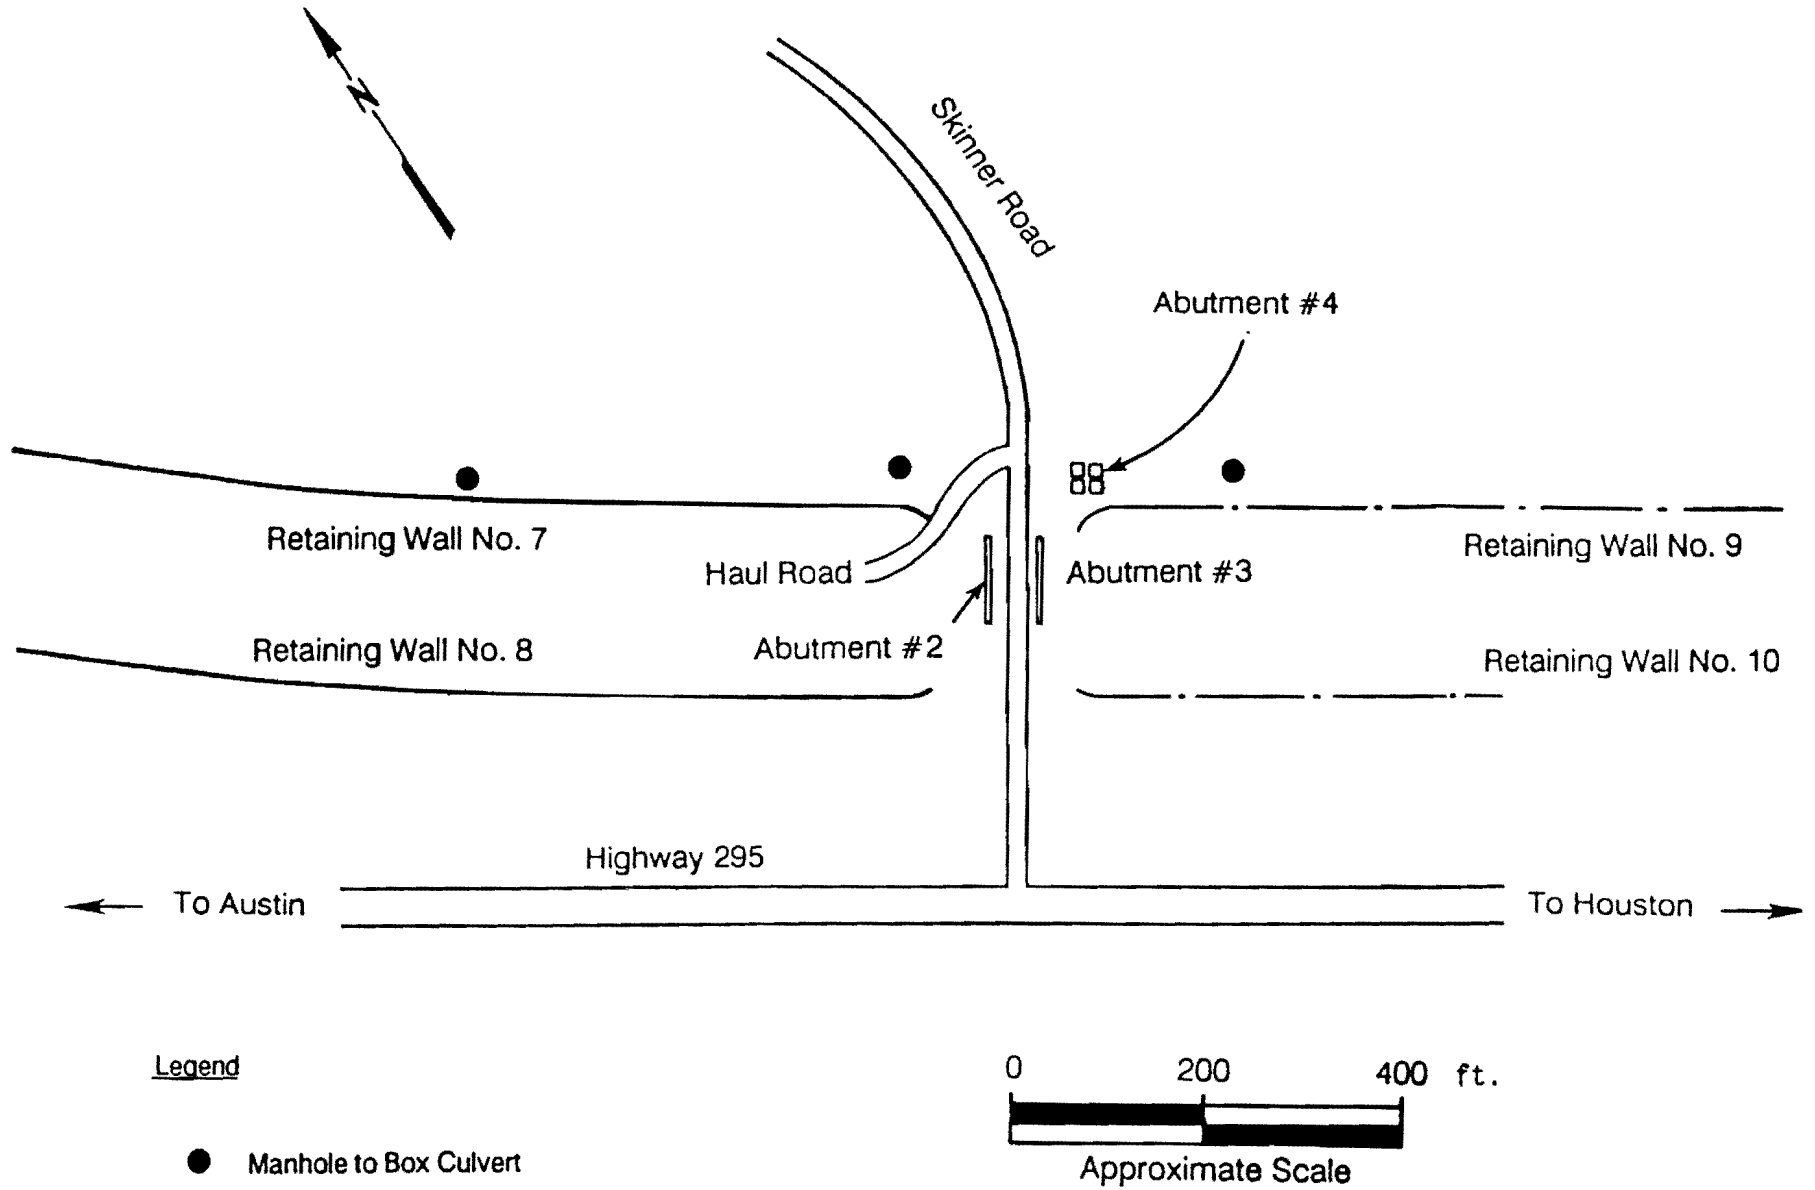 N
Skinner Road
Abutment #4
Retaining Wall No. 7
Retaining Wall No. 9
Haul Road
Abutment #3
Abutment #2
Retaining Wall No. 8
Retaining Wall No. 10
Highway 295
To Austin
To Houston
Legend
0 200 400 ft.
Manhole to Box Culvert
Approximate Scale